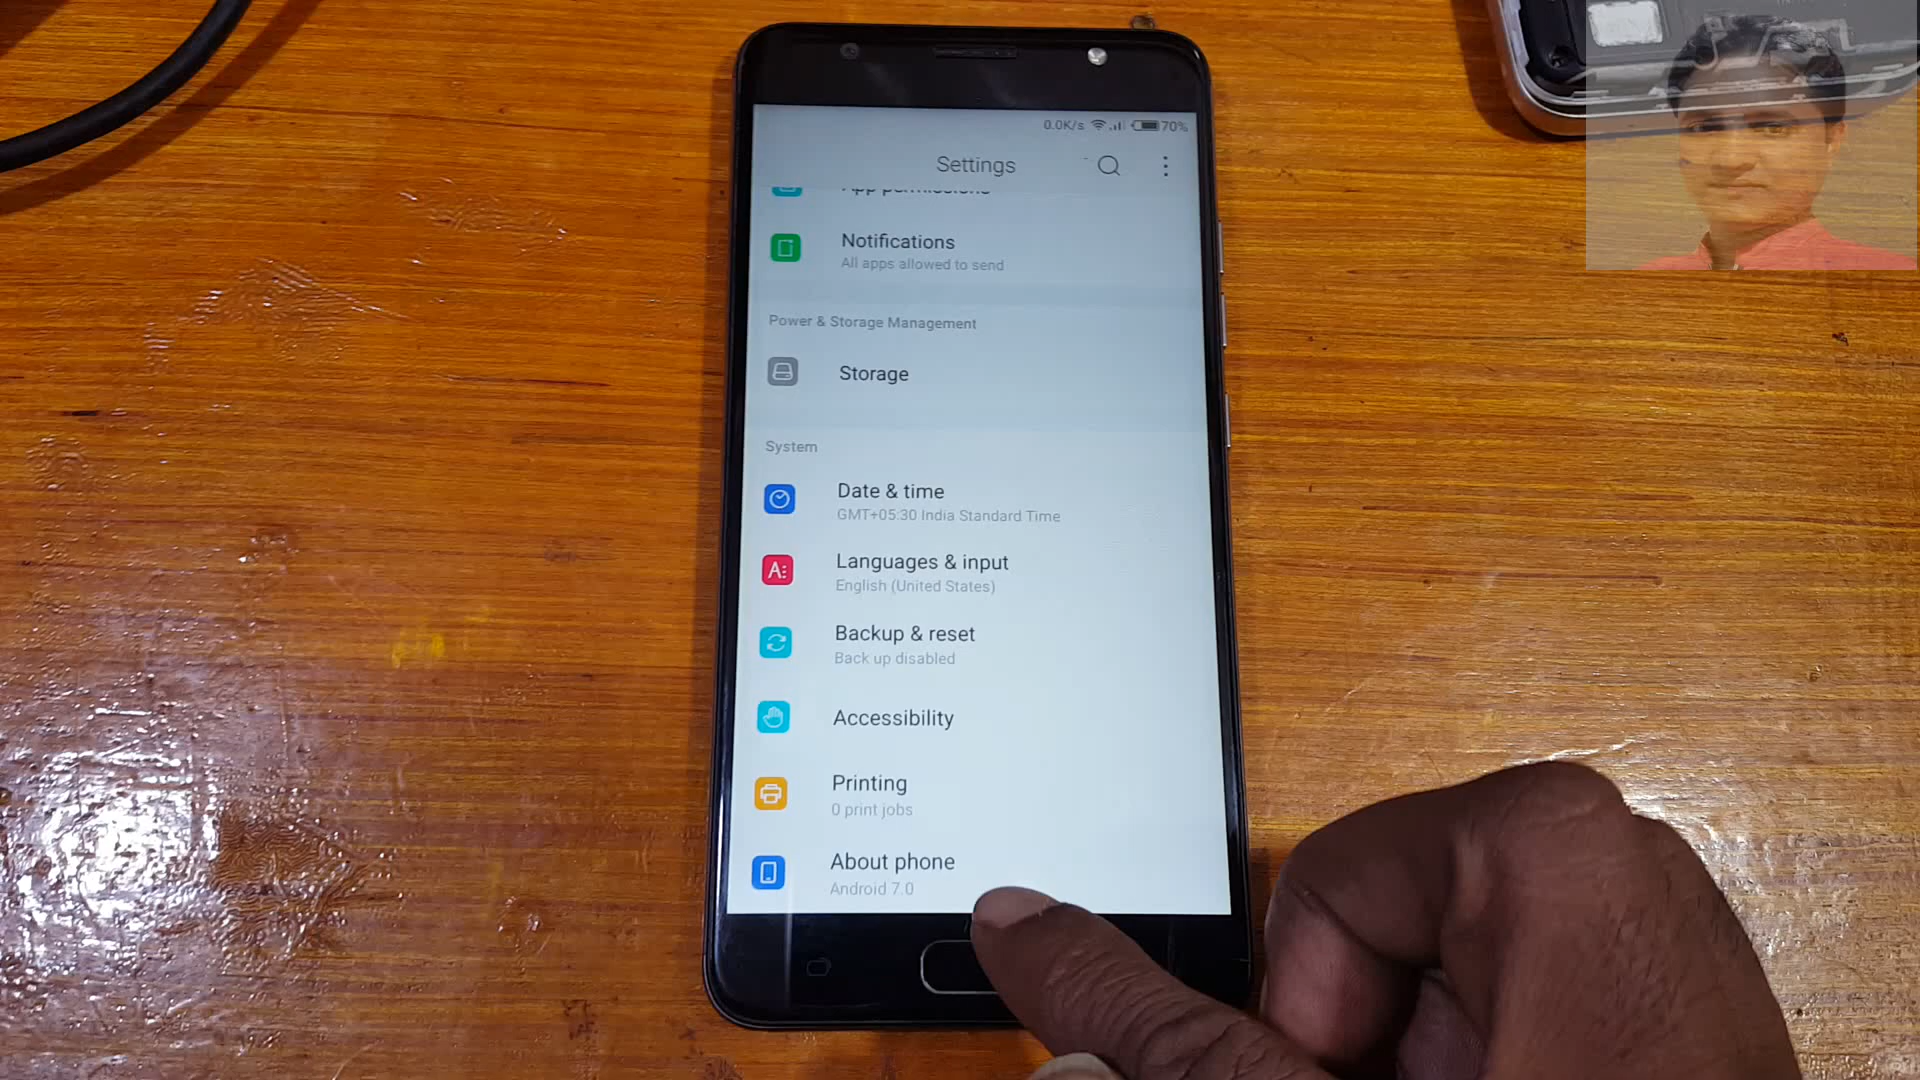 0.0K/s 70%
Settings
App permissions
Notifications
All apps allowed to send
Power & Storage Management
Storage
System
Date & time
GMT+05:30 India Standard Time
Languages & input
English (United States)
Backup & reset
Back up disabled
Accessibility
Printing
0 print jobs
About phone
Android 7.0